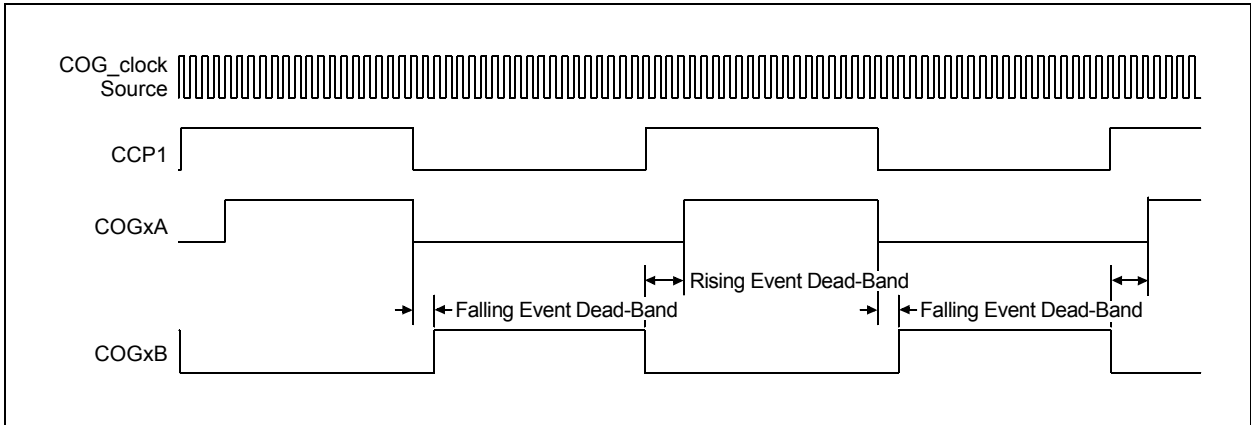 COG_clock
Source
CCP1
COGxA
Rising Event Dead-Band
Falling Event Dead-Band
Falling Event Dead-Band
COGxB